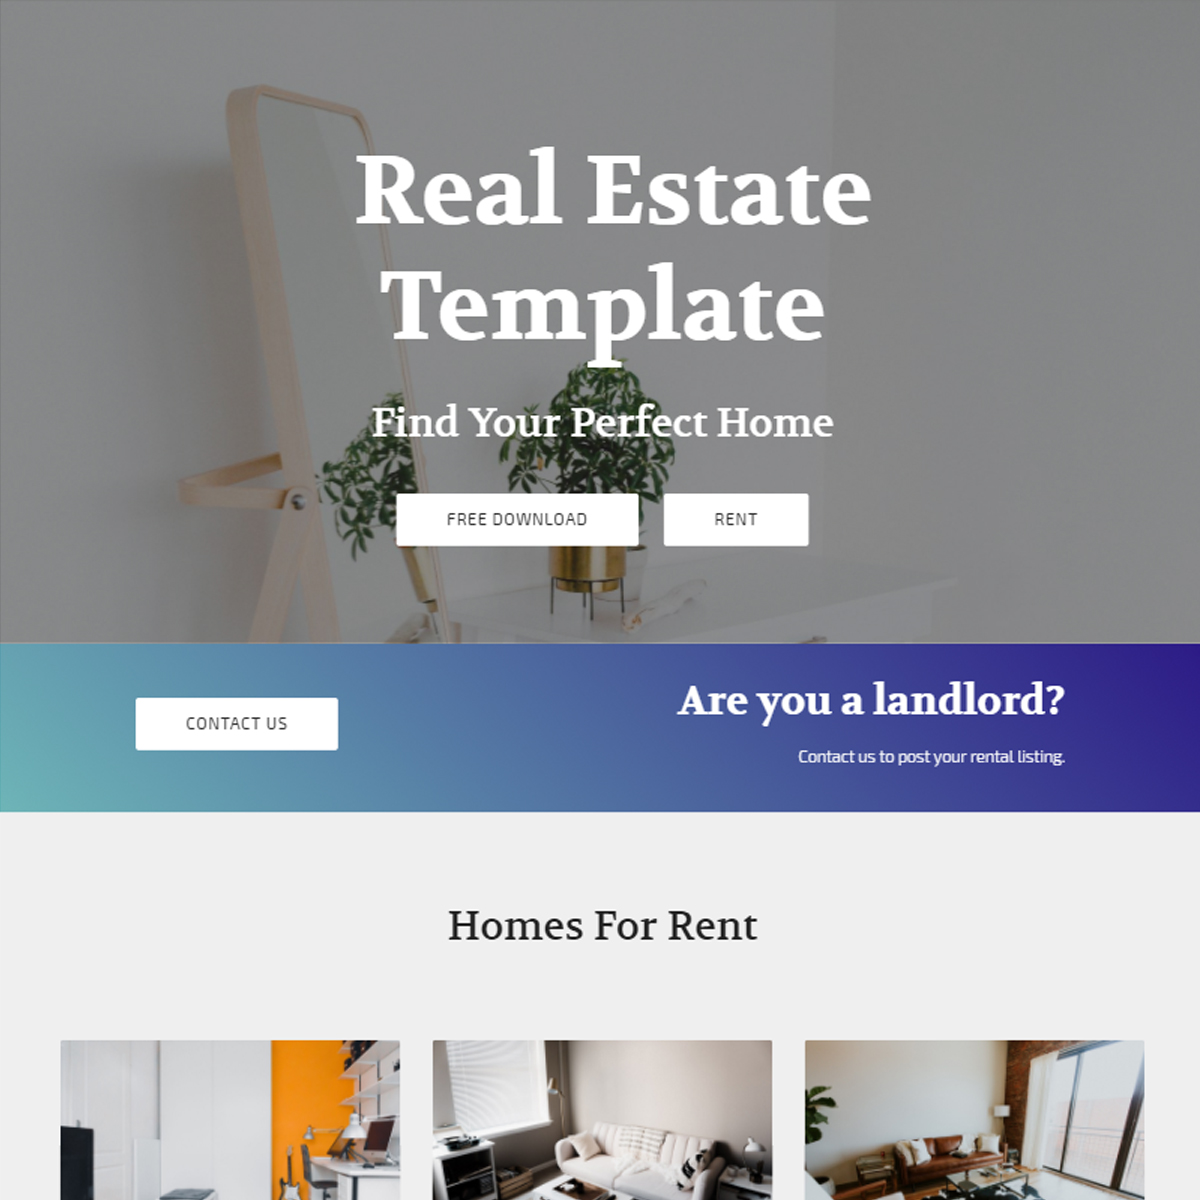 Real Estate
Template
Find Your Perfect Home
FREE DOWNLOAD
RENT
CONTACT US
Are you a landlord?
Contact us to post your rental listing.
Homes For Rent